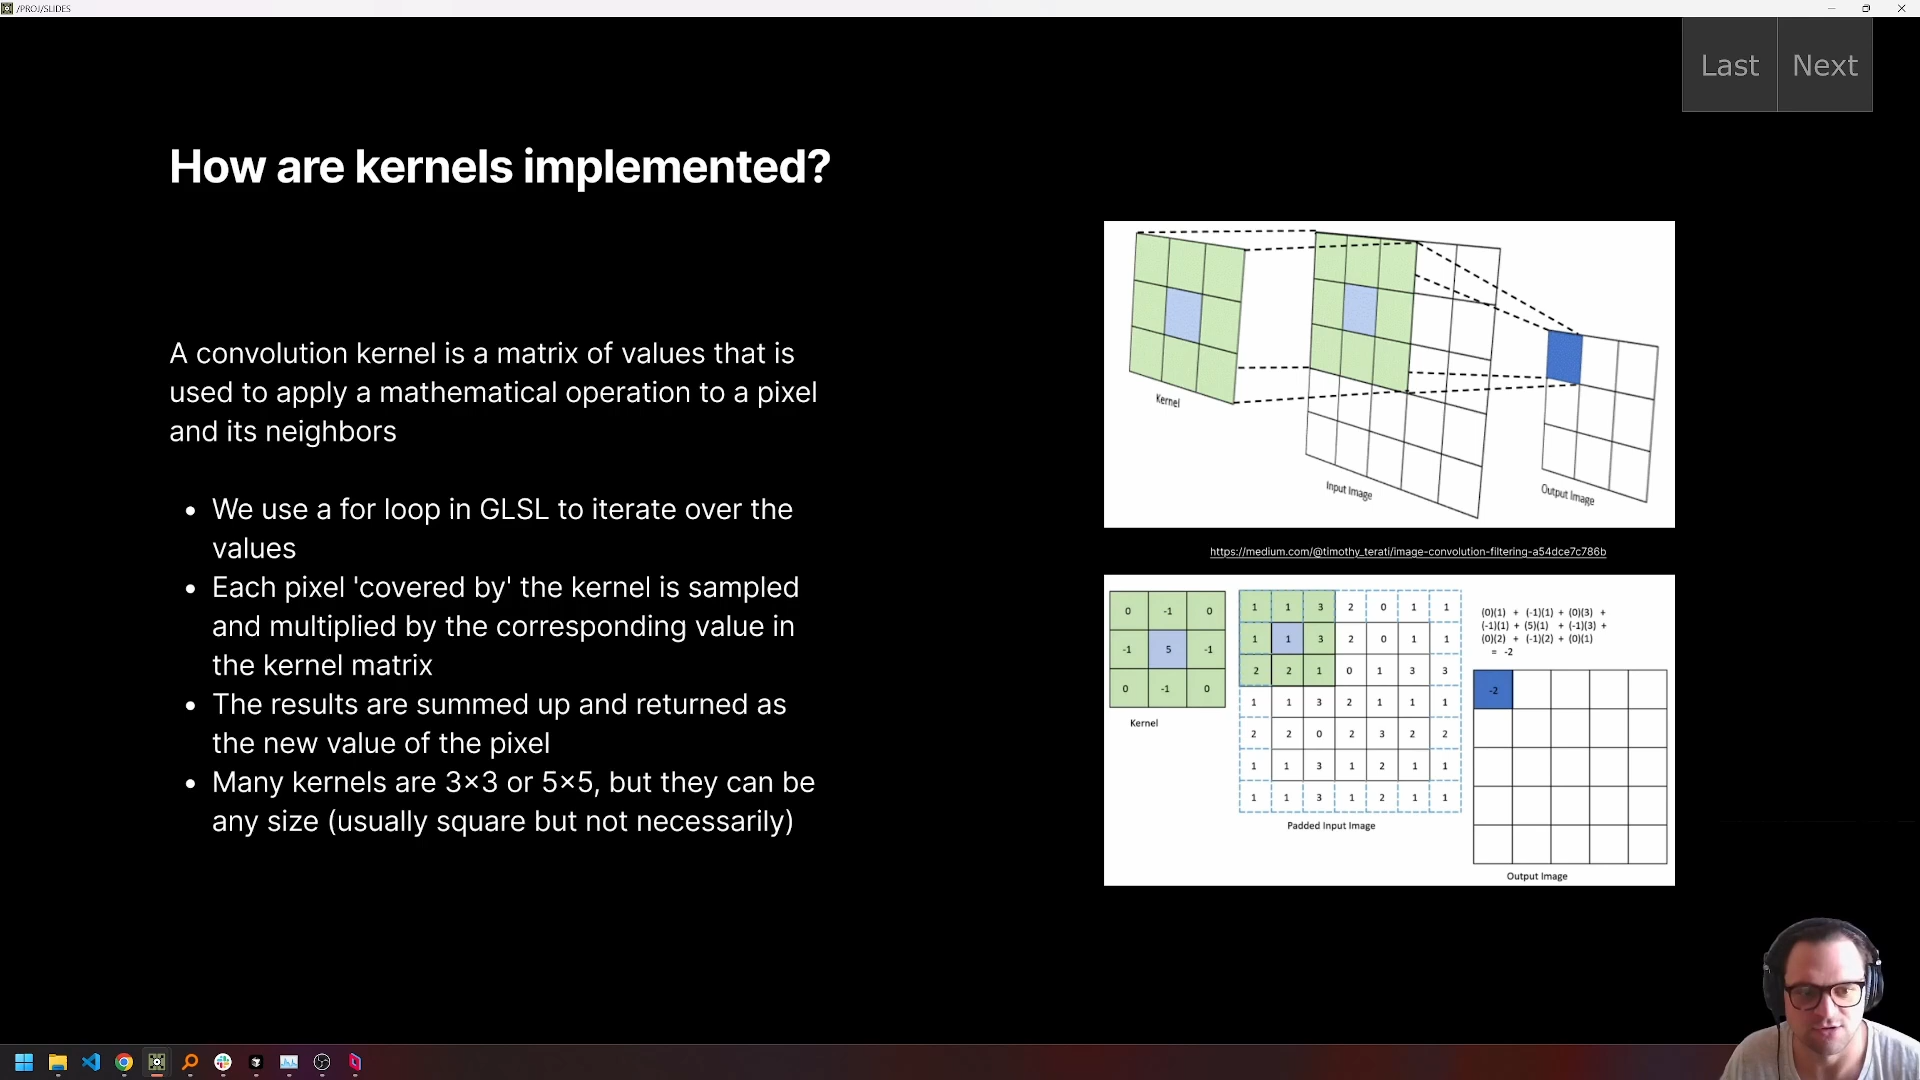 /PROJ/SLIDES
Last Next
How are kernels implemented?
A convolution kernel is a matrix of values that is
used to apply a mathematical operation to a pixel
and its neighbors
• We use a for loop in GLSL to iterate over the
values
• Each pixel 'covered by' the kernel is sampled
and multiplied by the corresponding value in
the kernel matrix
• The results are summed up and returned as
the new value of the pixel
• Many kernels are 3×3 or 5×5, but they can be
any size (usually square but not necessarily)
Kernel
Input Image
Output Image
https://medium.com/@timothy_terati/image-convolution-filtering-a54dce7c786b
0 -1 0
-1 5 -1
0 -1 0
Kernel
1 1 3 2 0 1 1
1 1 3 2 0 1 1
2 2 1 0 1 3 3
1 1 3 2 1 1 1
2 2 0 2 3 2 2
1 1 3 1 2 1 1
1 1 3 1 2 1 1
Padded Input Image
(0)(1) + (-1)(1) + (0)(3) +
(-1)(1) + (5)(1) + (-1)(3) +
(0)(2) + (-1)(2) + (0)(1)
= -2
-2
Output Image